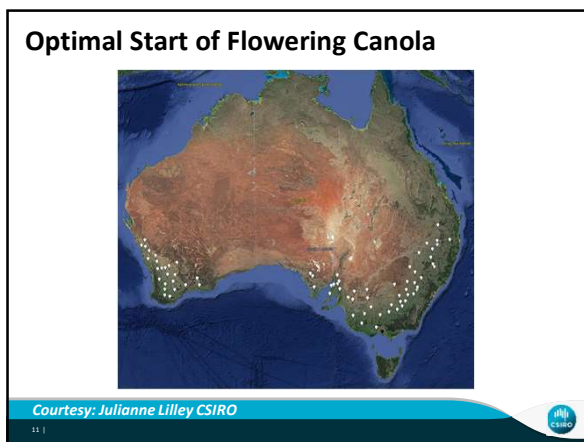 Optimal Start of Flowering Canola
Courtesy: Julianne Lilley CSIRO
11 |
CSIRO